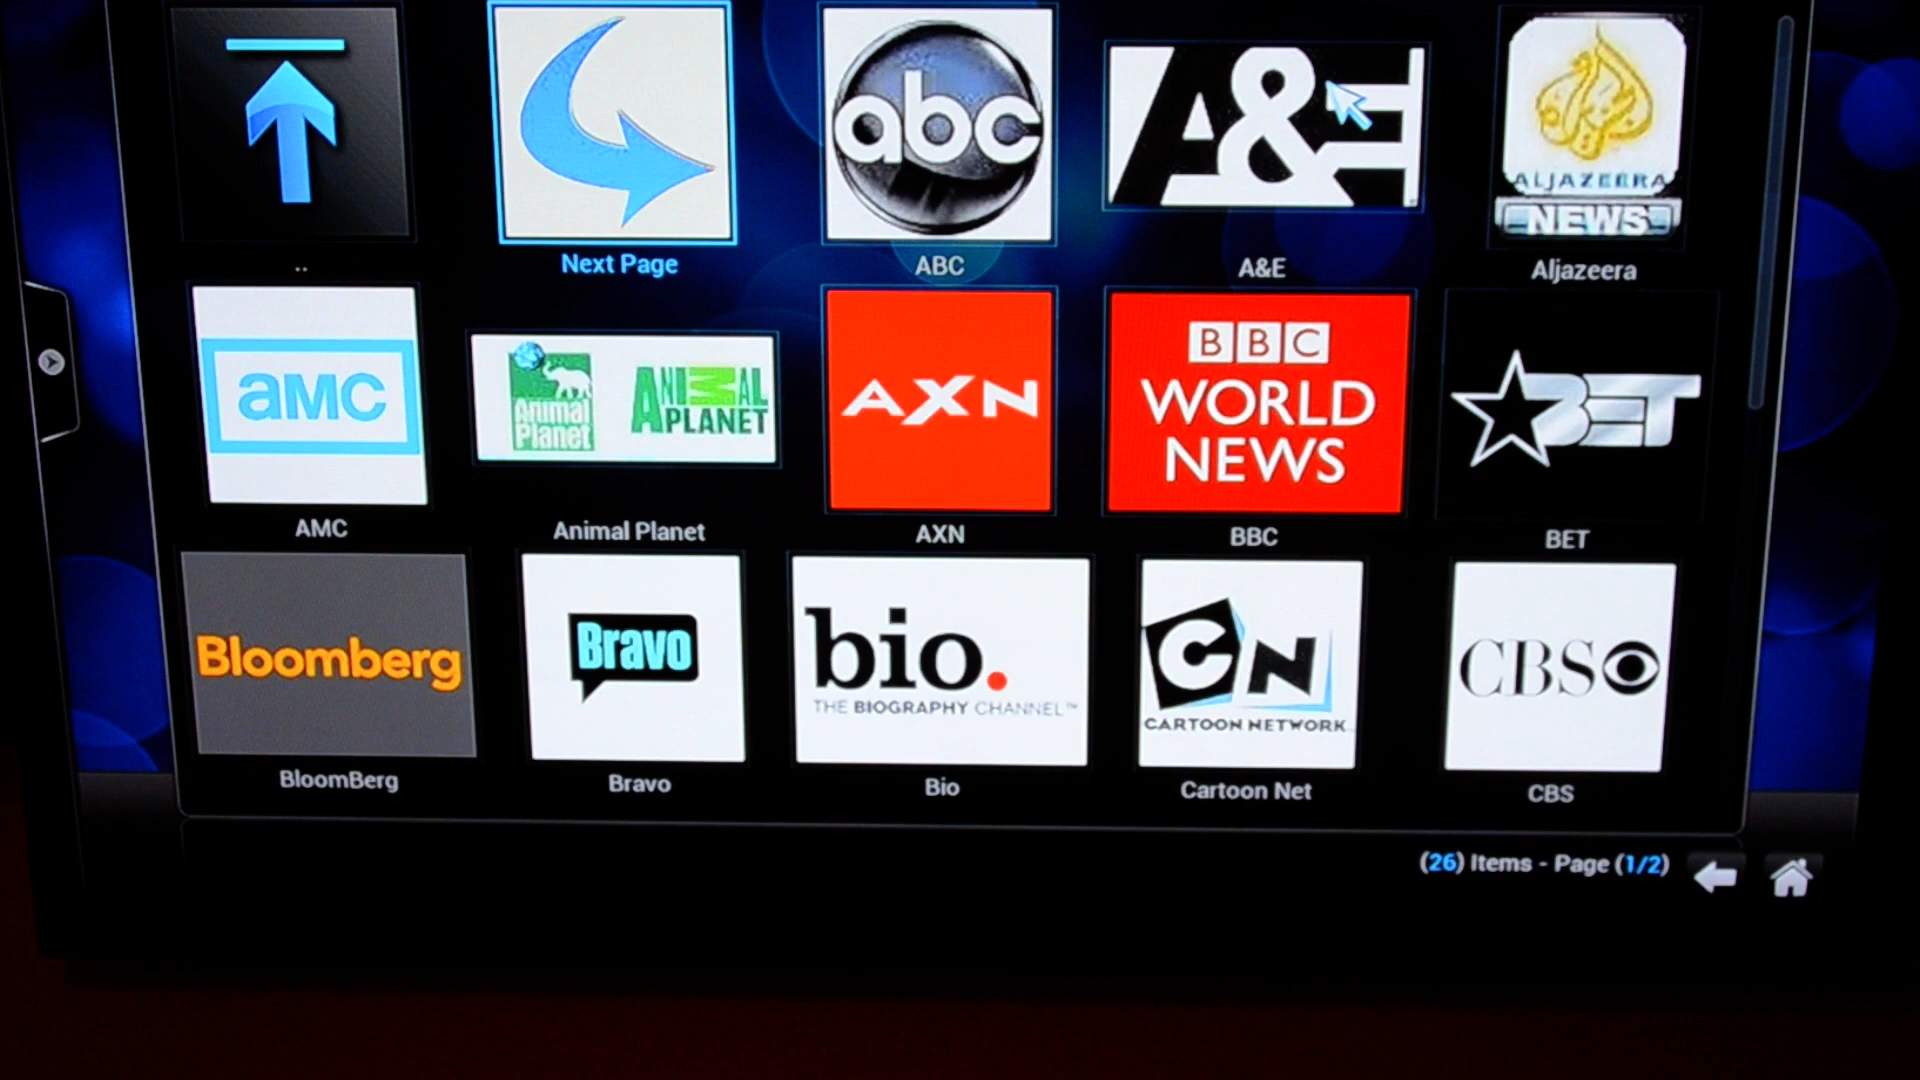 abc
A&E
ALJAZEERA
NEWS
..
Next Page
ABC
A&E
Aljazeera
aMC
Animal
Planet
ANIMAL
PLANET
AXN
BBC
WORLD
NEWS
BET
AMC
Animal Planet
AXN
BBC
BET
Bloomberg
Bravo
bio.
THE BIOGRAPHY CHANNEL™
CN
CARTOON NETWORK
CBS
BloomBerg
Bravo
Bio
Cartoon Net
CBS
(26) Items - Page (1/2)